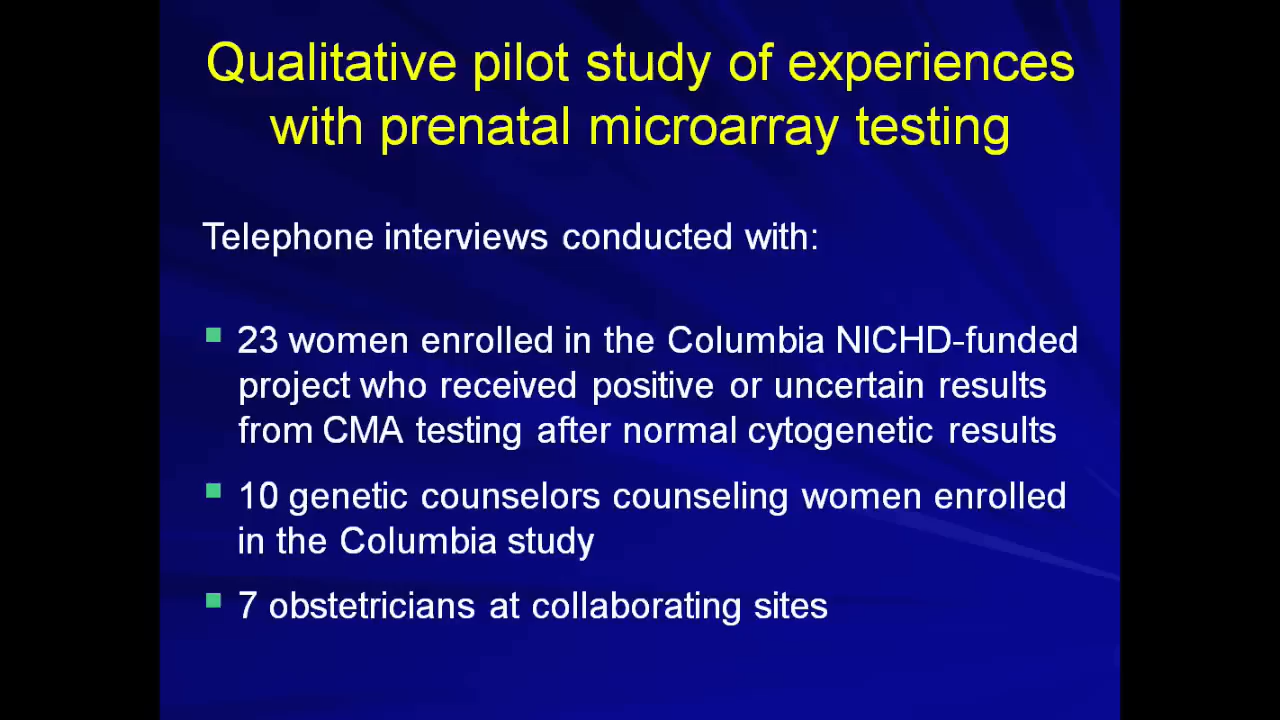 Qualitative pilot study of experiences
with prenatal microarray testing
Telephone interviews conducted with:
23 women enrolled in the Columbia NICHD-funded
project who received positive or uncertain results
from CMA testing after normal cytogenetic results
10 genetic counselors counseling women enrolled
in the Columbia study
7 obstetricians at collaborating sites